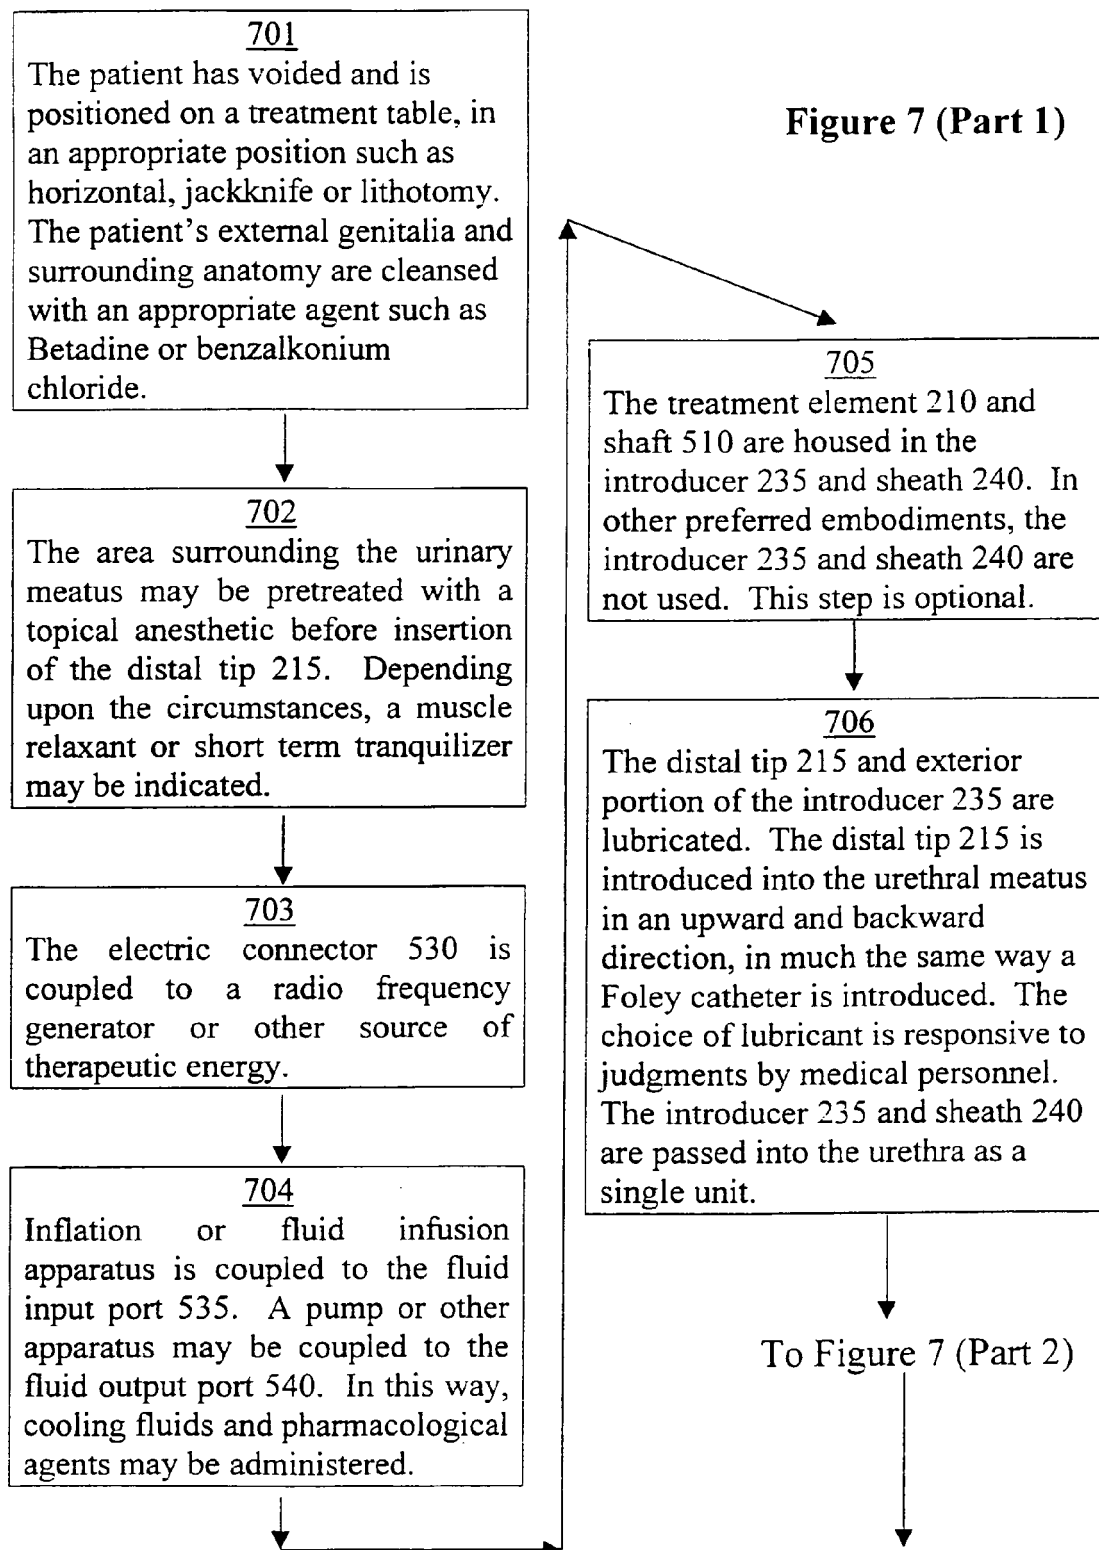 Figure 7 (Part 1)
701
The patient has voided and is
positioned on a treatment table, in
an appropriate position such as
horizontal, jackknife or lithotomy.
The patient's external genitalia and
surrounding anatomy are cleansed
with an appropriate agent such as
Betadine or benzalkonium
chloride.
702
The area surrounding the urinary
meatus may be pretreated with a
topical anesthetic before insertion
of the distal tip 215. Depending
upon the circumstances, a muscle
relaxant or short term tranquilizer
may be indicated.
703
The electric connector 530 is
coupled to a radio frequency
generator or other source of
therapeutic energy.
704
Inflation or fluid infusion
apparatus is coupled to the fluid
input port 535. A pump or other
apparatus may be coupled to the
fluid output port 540. In this way,
cooling fluids and pharmacological
agents may be administered.
705
The treatment element 210 and
shaft 510 are housed in the
introducer 235 and sheath 240. In
other preferred embodiments, the
introducer 235 and sheath 240 are
not used. This step is optional.
706
The distal tip 215 and exterior
portion of the introducer 235 are
lubricated. The distal tip 215 is
introduced into the urethral meatus
in an upward and backward
direction, in much the same way a
Foley catheter is introduced. The
choice of lubricant is responsive to
judgments by medical personnel.
The introducer 235 and sheath 240
are passed into the urethra as a
single unit.
To Figure 7 (Part 2)